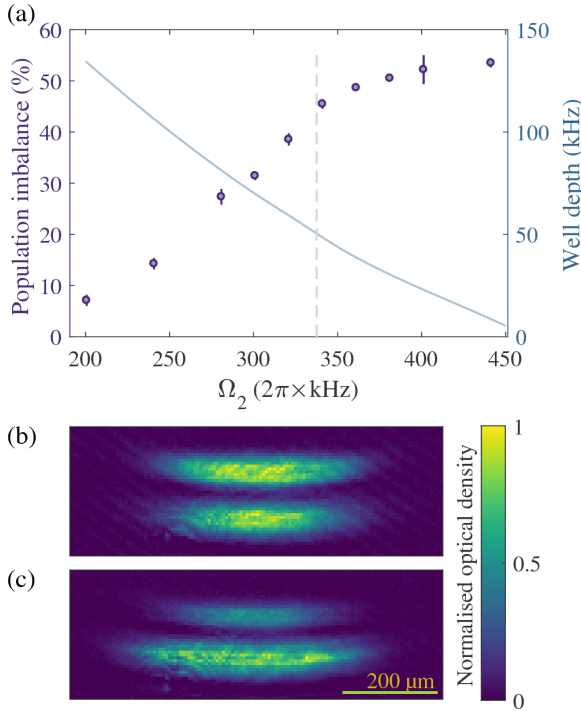 (a)
Population imbalance (%)
60
50
40
30
20
10
0
150
100
50
0
Well depth (kHz)
200
250
300
350
400
450
Ω₂ (2π×kHz)
(b)
(c)
200 µm
Normalised optical density
1
0.5
0